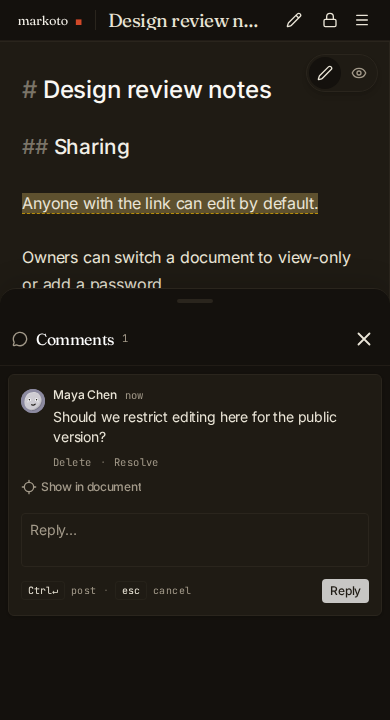 markoto
Design review n...
# Design review notes
## Sharing
Anyone with the link can edit by default.
Owners can switch a document to view-only
or add a password
Comments 1
Maya Chen now
Should we restrict editing here for the public
version?
Delete · Resolve
Show in document
Reply...
Ctrl↵ post · esc cancel
Reply